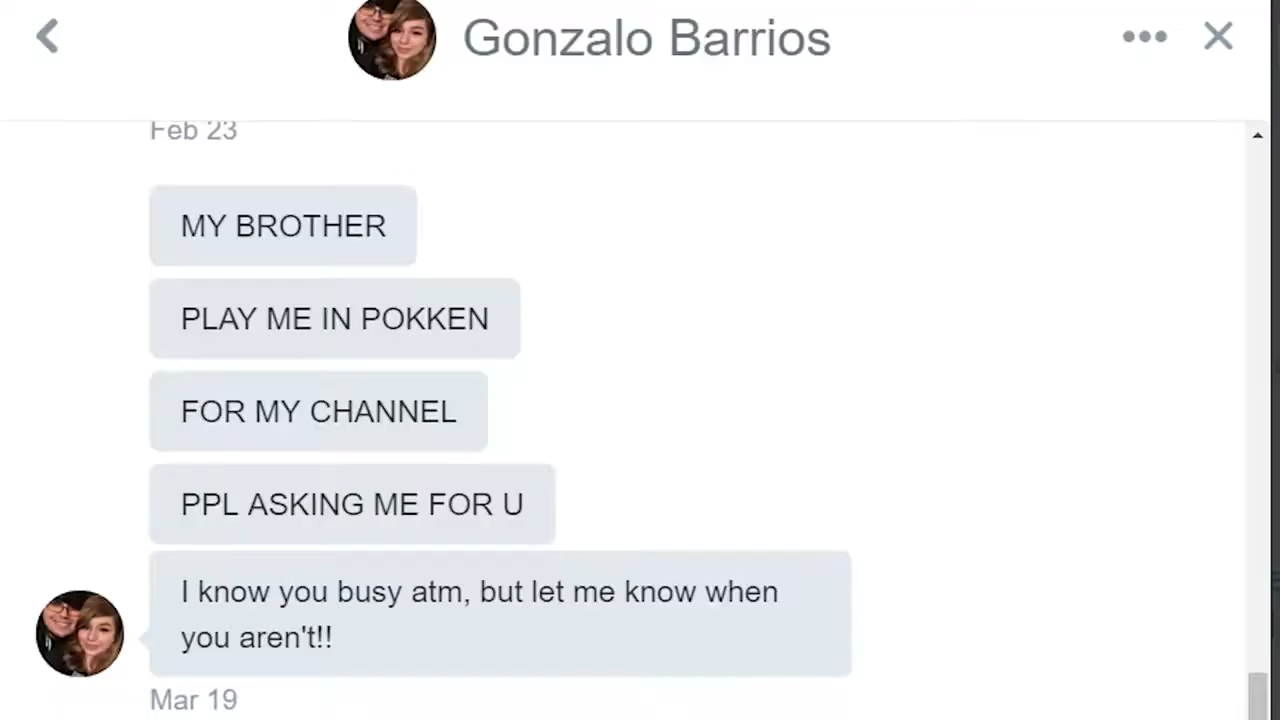 Gonzalo Barrios
Feb 23
MY BROTHER
PLAY ME IN POKKEN
FOR MY CHANNEL
PPL ASKING ME FOR U
I know you busy atm, but let me know when
you aren't!!
Mar 19